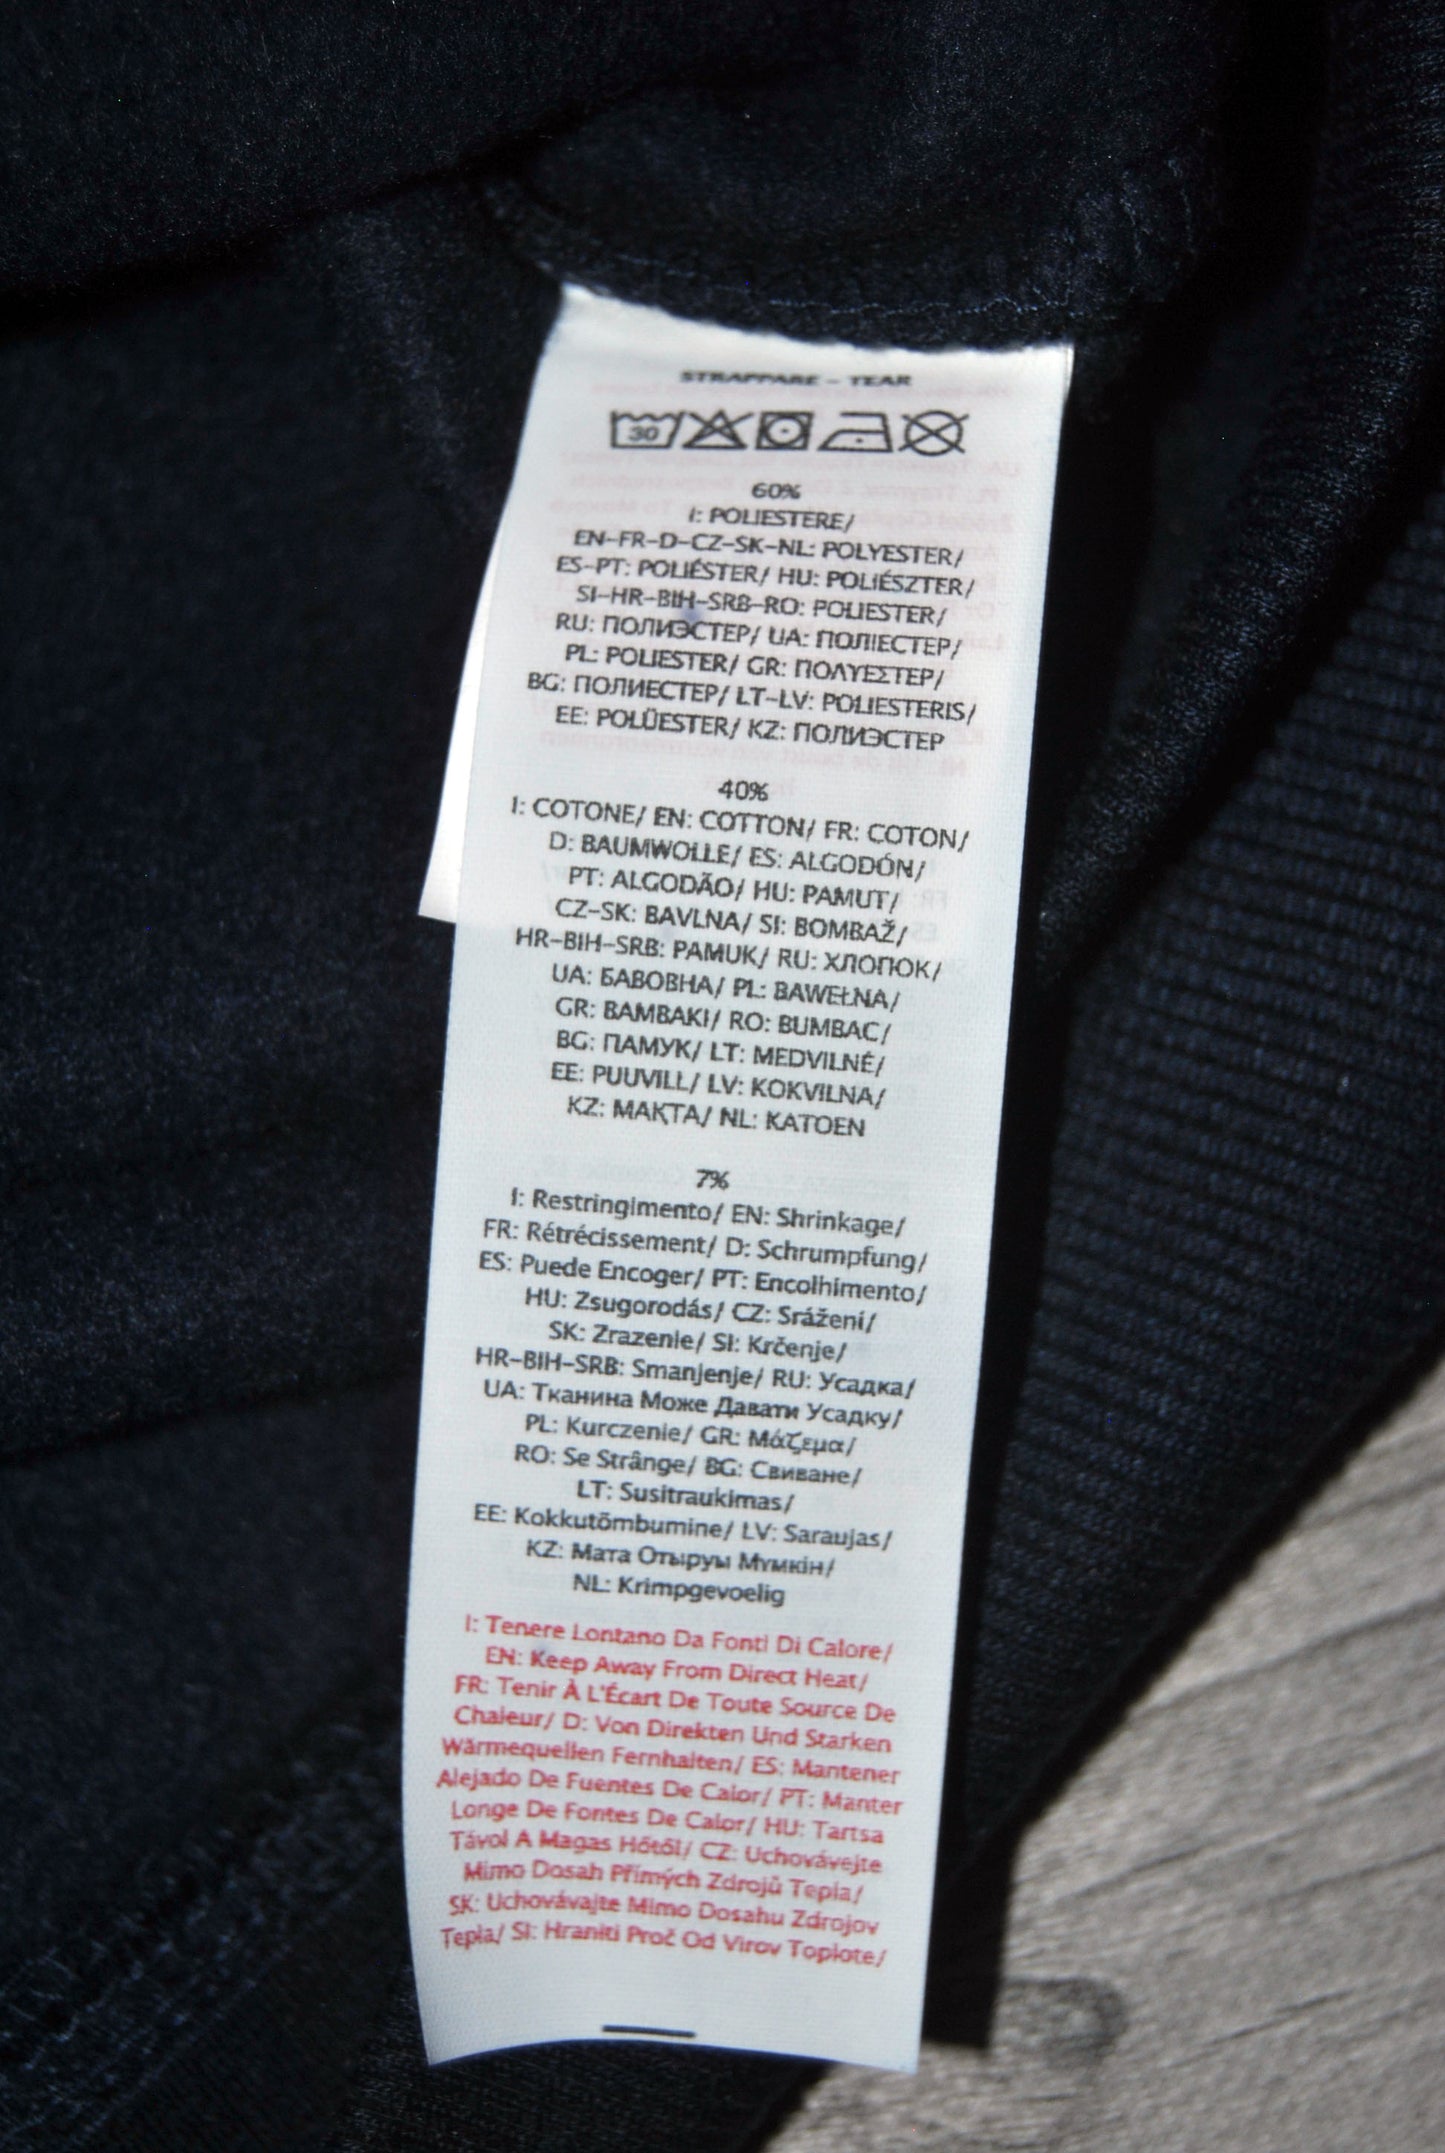 STRAPPARE – TEAR
30
60%
I: POLIESTERE/
EN–FR–D–CZ–SK–NL: POLYESTER/
ES–PT: POLIÉSTER/ HU: POLIÉSZTER/
SI–HR–BIH–SRB–RO: POLIESTER/
RU: ПОЛИЭСТЕР/ UA: ПОЛІЕСТЕР/
PL: POLIESTER/ GR: ΠΟΛΥΕΣΤΕΡ/
BG: ПОЛИЕСТЕР/ LT–LV: POLIESTERIS/
EE: POLÜESTER/ KZ: ПОЛИЭСТЕР
40%
I: COTONE/ EN: COTTON/ FR: COTON/
D: BAUMWOLLE/ ES: ALGODÓN/
PT: ALGODÃO/ HU: PAMUT/
CZ–SK: BAVLNA/ SI: BOMBAŽ/
HR–BIH–SRB: PAMUK/ RU: ХЛОПОК/
UA: БАВОВНА/ PL: BAWEŁNA/
GR: BAMBAKI/ RO: BUMBAC/
BG: ПАМУК/ LT: MEDVILNĖ/
EE: PUUVILL/ LV: KOKVILNA/
KZ: МАҚТА/ NL: KATOEN
7%
I: Restringimento/ EN: Shrinkage/
FR: Rétrécissement/ D: Schrumpfung/
ES: Puede Encoger/ PT: Encolhimento/
HU: Zsugorodás/ CZ: Srážení/
SK: Zrazenie/ SI: Krčenje/
HR–BIH–SRB: Smanjenje/ RU: Усадка/
UA: Тканина Може Давати Усадку/
PL: Kurczenie/ GR: Μάζεμα/
RO: Se Strânge/ BG: Свиване/
LT: Susitraukimas/
EE: Kokkutõmbumine/ LV: Saraujas/
KZ: Мата Отыруы Мүмкін/
NL: Krimpgevoelig
I: Tenere Lontano Da Fonti Di Calore/
EN: Keep Away From Direct Heat/
FR: Tenir À L'Écart De Toute Source De
Chaleur/ D: Von Direkten Und Starken
Wärmequellen Fernhalten/ ES: Mantener
Alejado De Fuentes De Calor/ PT: Manter
Longe De Fontes De Calor/ HU: Tartsa
Távol A Magas Hőtől/ CZ: Uchovávejte
Mimo Dosah Přímých Zdrojů Tepla/
SK: Uchovávajte Mimo Dosahu Zdrojov
Tepla/ SI: Hraniti Proč Od Virov Toplote/